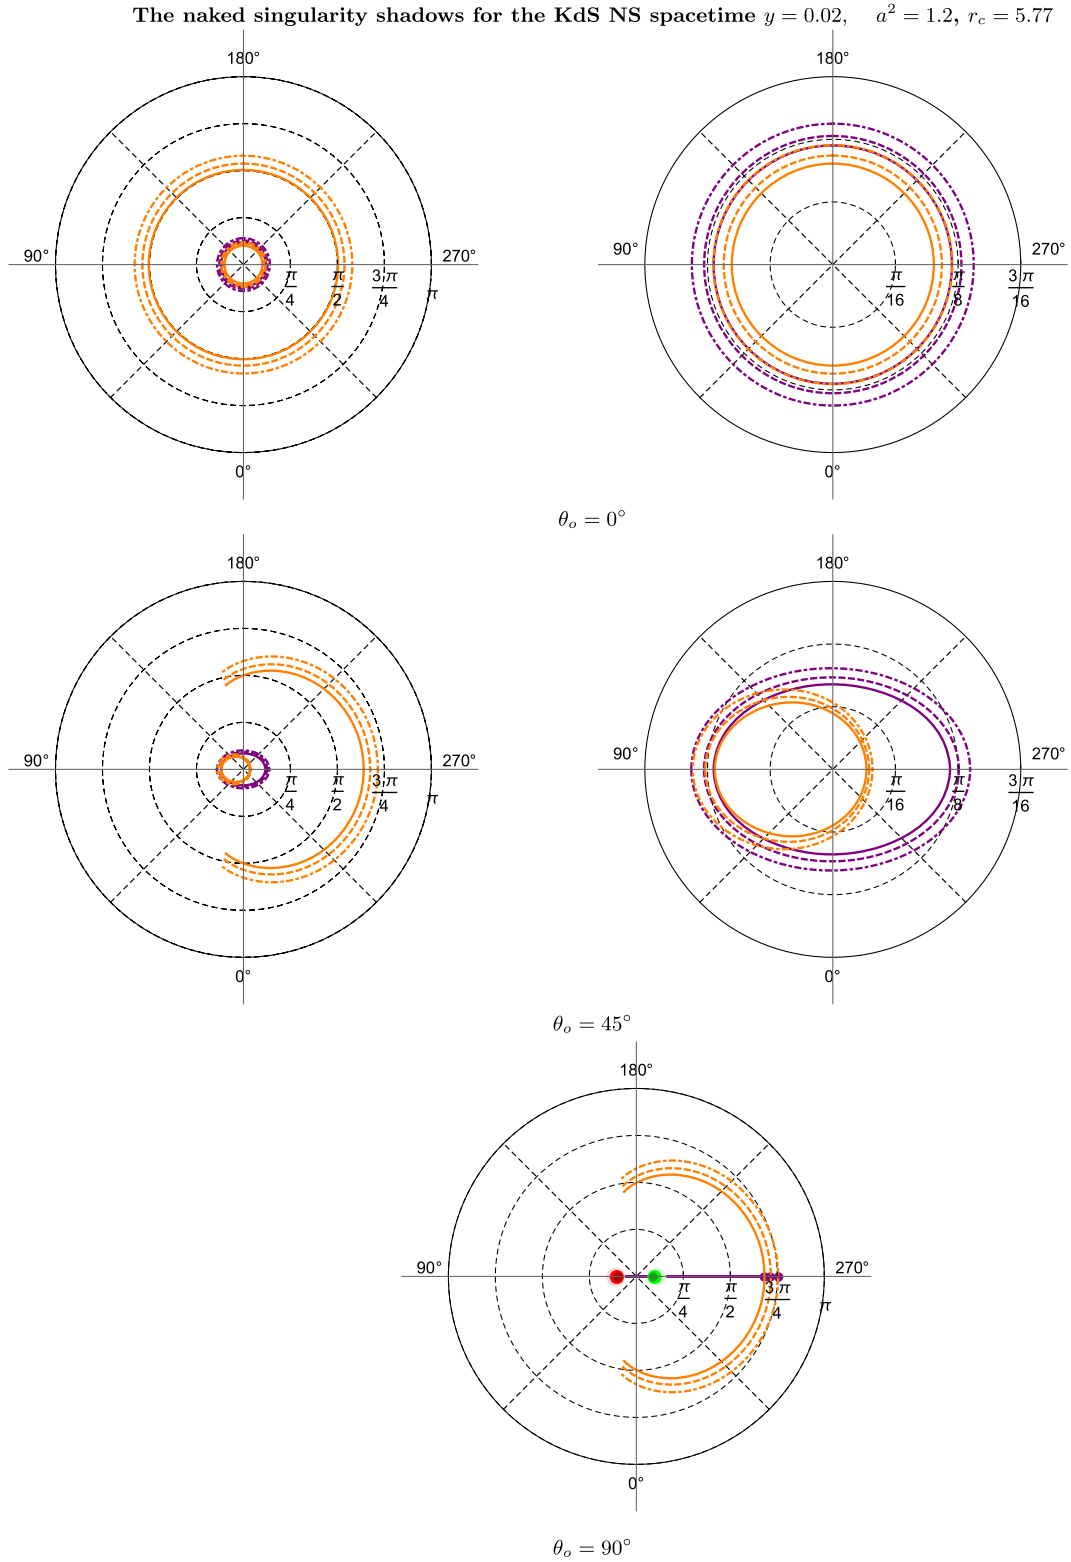 The naked singularity shadows for the KdS NS spacetime y = 0.02, a² = 1.2, r_c = 5.77
180° 180°
90° 270° 90° 270°
π/4 π/2 3π/4 π π/16 π/8 3π/16
0° 0°
θ_o = 0°
180° 180°
90° 270° 90° 270°
π/4 π/2 3π/4 π π/16 π/8 3π/16
0° 0°
θ_o = 45°
180°
90° 270°
π/4 π/2 3π/4 π
0°
θ_o = 90°